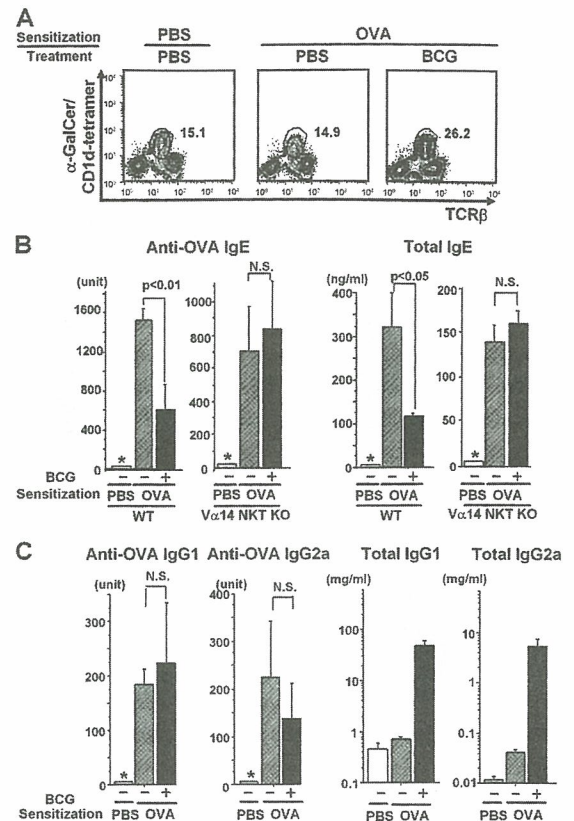 A
Sensitization PBS OVA
Treatment PBS PBS BCG
α-GalCer/
CD1d-tetramer
15.1 14.9 26.2
TCRβ
B
Anti-OVA IgE Total IgE
(unit) p<0.01 N.S. (ng/ml) p<0.05 N.S.
1600 1200 800 400 0
1000 800 600 400 200 0
400 300 200 100 0
200 150 100 50 0
* * * *
BCG − − + − − + − − + − − +
Sensitization PBS OVA PBS OVA PBS OVA PBS OVA
WT Vα14 NKT KO WT Vα14 NKT KO
C
Anti-OVA IgG1 Anti-OVA IgG2a Total IgG1 Total IgG2a
(unit) N.S. (unit) N.S. (mg/ml) (mg/ml)
300 200 100 0
400 300 200 100 0
100 10 1 0.1
10 1 0.1 0.01
* *
BCG − − + − − + − − + − − +
Sensitization PBS OVA PBS OVA PBS OVA PBS OVA